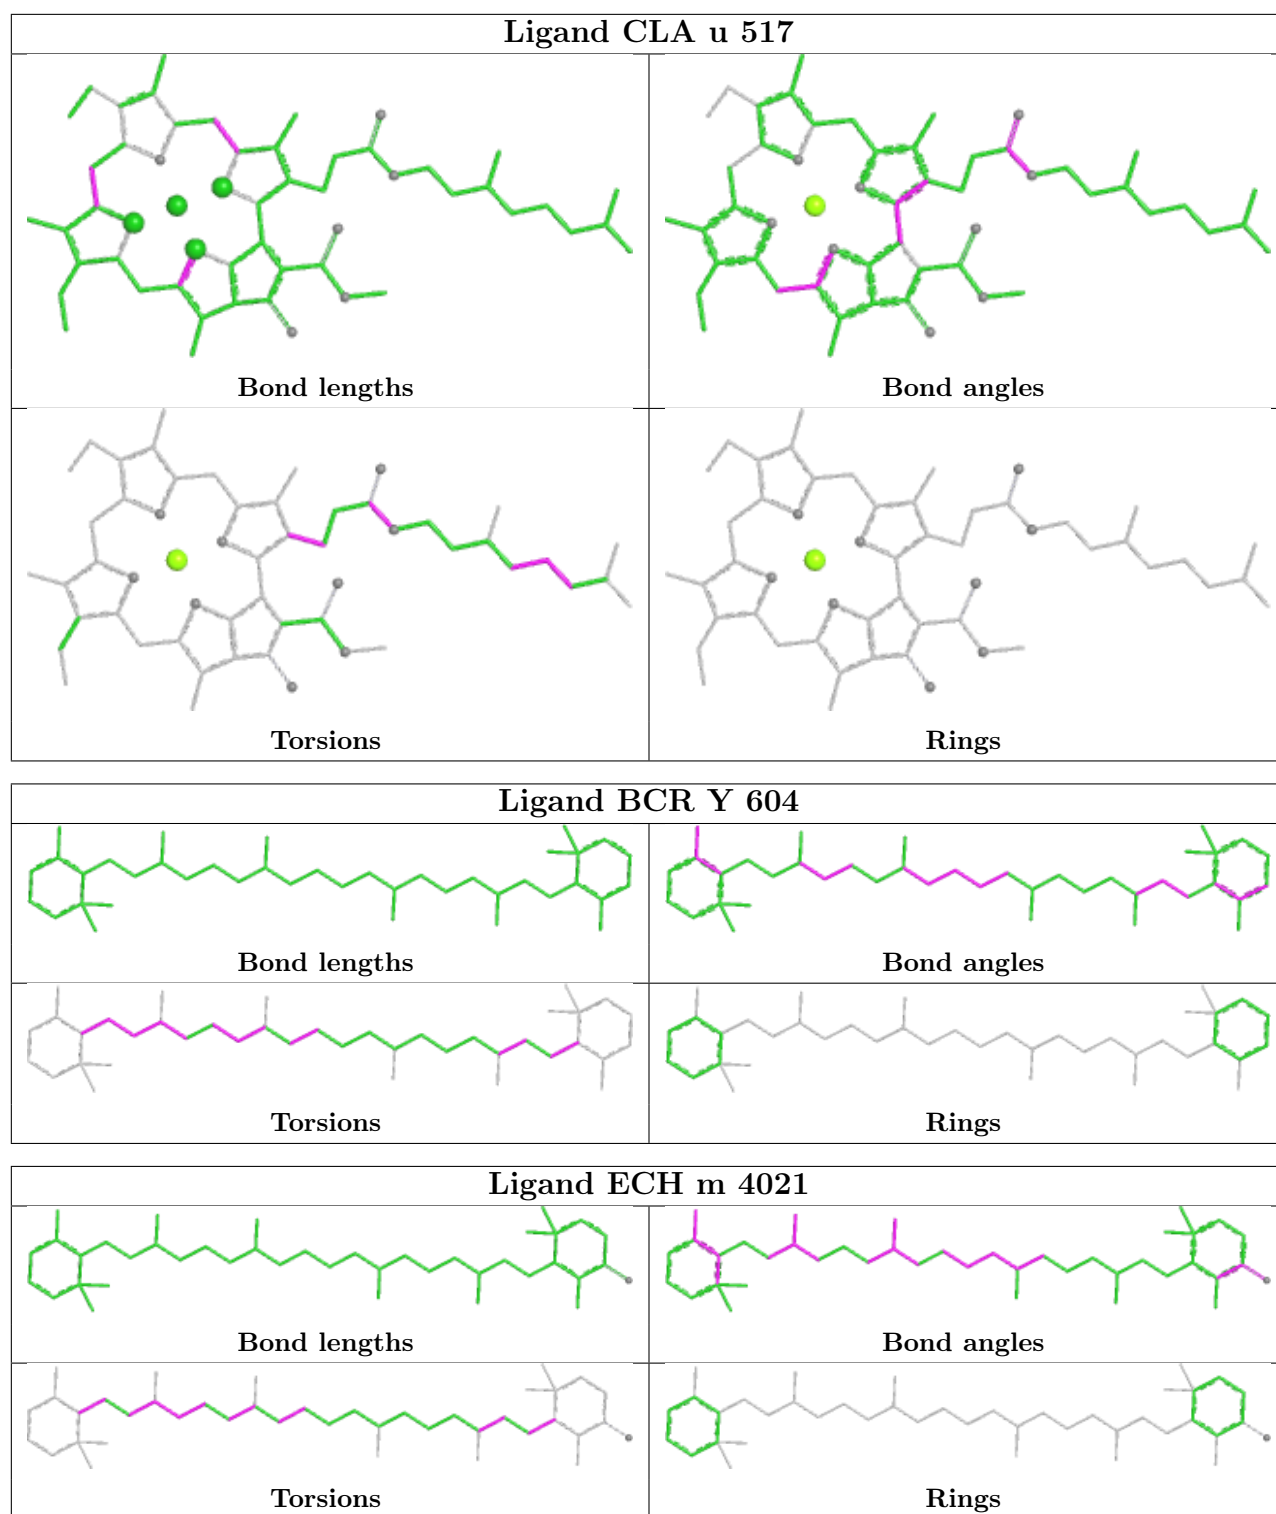 Ligand CLA u 517
Bond lengths
Bond angles
Torsions
Rings
Ligand BCR Y 604
Bond lengths
Bond angles
Torsions
Rings
Ligand ECH m 4021
Bond lengths
Bond angles
Torsions
Rings